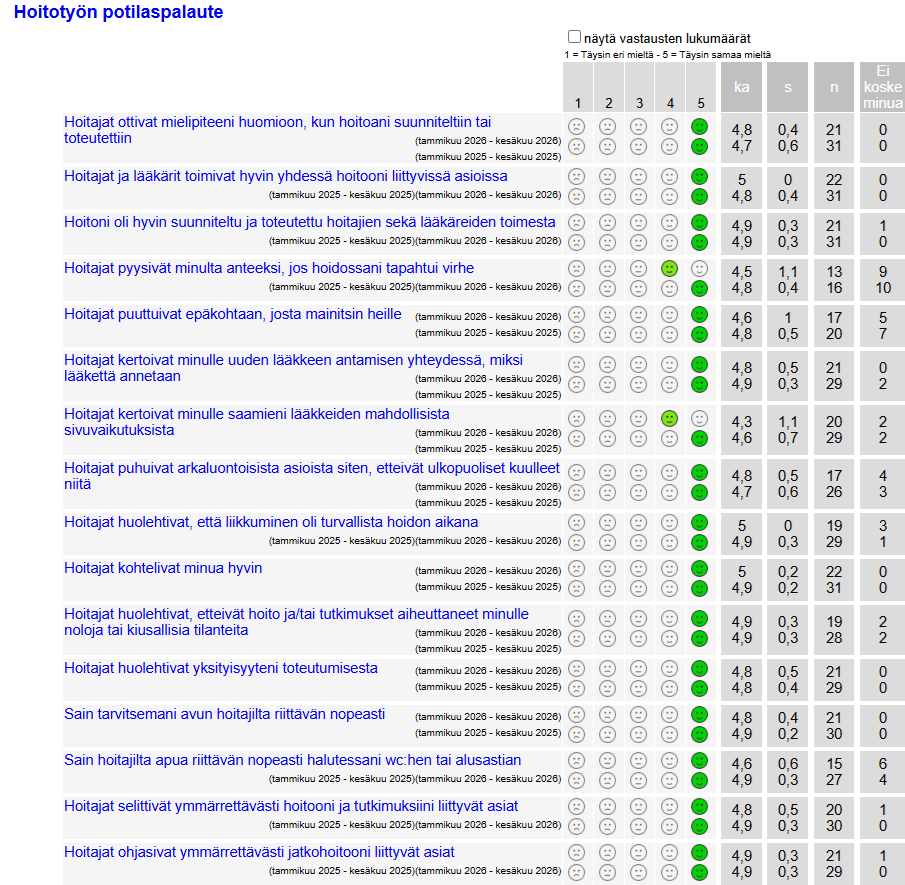 Hoitotyön potilaspalaute
näytä vastausten lukumäärät
1 = Täysin eri mieltä - 5 = Täysin samaa mieltä
1 2 3 4 5 ka s n Ei koske minua
Hoitajat ottivat mielipiteeni huomioon, kun hoitoani suunniteltiin tai
toteutettiin
(tammikuu 2026 - kesäkuu 2026) 4,8 0,4 21 0
(tammikuu 2025 - kesäkuu 2025) 4,7 0,6 31 0
Hoitajat ja lääkärit toimivat hyvin yhdessä hoitooni liittyvissä asioissa
(tammikuu 2025 - kesäkuu 2025)(tammikuu 2026 - kesäkuu 2026)
5 0 22 0
4,8 0,4 31 0
Hoitoni oli hyvin suunniteltu ja toteutettu hoitajien sekä lääkäreiden toimesta
(tammikuu 2025 - kesäkuu 2025)(tammikuu 2026 - kesäkuu 2026)
4,9 0,3 21 1
4,9 0,3 31 0
Hoitajat pyysivät minulta anteeksi, jos hoidossani tapahtui virhe
(tammikuu 2025 - kesäkuu 2025)(tammikuu 2026 - kesäkuu 2026)
4,5 1,1 13 9
4,8 0,4 16 10
Hoitajat puuttuivat epäkohtaan, josta mainitsin heille
(tammikuu 2026 - kesäkuu 2026) 4,6 1 17 5
(tammikuu 2025 - kesäkuu 2025) 4,8 0,5 20 7
Hoitajat kertoivat minulle uuden lääkkeen antamisen yhteydessä, miksi
lääkettä annetaan
(tammikuu 2026 - kesäkuu 2026) 4,8 0,5 21 0
(tammikuu 2025 - kesäkuu 2025) 4,9 0,3 29 2
Hoitajat kertoivat minulle saamieni lääkkeiden mahdollisista
sivuvaikutuksista
(tammikuu 2026 - kesäkuu 2026) 4,3 1,1 20 2
(tammikuu 2025 - kesäkuu 2025) 4,6 0,7 29 2
Hoitajat puhuivat arkaluontoisista asioista siten, etteivät ulkopuoliset kuulleet
niitä
(tammikuu 2026 - kesäkuu 2026) 4,8 0,5 17 4
(tammikuu 2025 - kesäkuu 2025) 4,7 0,6 26 3
Hoitajat huolehtivat, että liikkuminen oli turvallista hoidon aikana
(tammikuu 2025 - kesäkuu 2025)(tammikuu 2026 - kesäkuu 2026)
5 0 19 3
4,9 0,3 29 1
Hoitajat kohtelivat minua hyvin
(tammikuu 2026 - kesäkuu 2026) 5 0,2 22 0
(tammikuu 2025 - kesäkuu 2025) 4,9 0,2 31 0
Hoitajat huolehtivat, etteivät hoito ja/tai tutkimukset aiheuttaneet minulle
noloja tai kiusallisia tilanteita
(tammikuu 2026 - kesäkuu 2026) 4,9 0,3 19 2
(tammikuu 2025 - kesäkuu 2025) 4,9 0,3 28 2
Hoitajat huolehtivat yksityisyyteni toteutumisesta
(tammikuu 2026 - kesäkuu 2026) 4,8 0,5 21 0
(tammikuu 2025 - kesäkuu 2025) 4,8 0,4 29 0
Sain tarvitsemani avun hoitajilta riittävän nopeasti
(tammikuu 2026 - kesäkuu 2026) 4,8 0,4 21 0
(tammikuu 2025 - kesäkuu 2025) 4,9 0,2 30 0
Sain hoitajilta apua riittävän nopeasti halutessani wc:hen tai alusastian
(tammikuu 2025 - kesäkuu 2025)(tammikuu 2026 - kesäkuu 2026)
4,6 0,6 15 6
4,9 0,3 27 4
Hoitajat selittivät ymmärrettävästi hoitooni ja tutkimuksiini liittyvät asiat
(tammikuu 2025 - kesäkuu 2025)(tammikuu 2026 - kesäkuu 2026)
4,8 0,5 20 1
4,9 0,3 30 0
Hoitajat ohjasivat ymmärrettävästi jatkohoitooni liittyvät asiat
(tammikuu 2025 - kesäkuu 2025)(tammikuu 2026 - kesäkuu 2026)
4,9 0,3 21 1
4,9 0,3 29 0